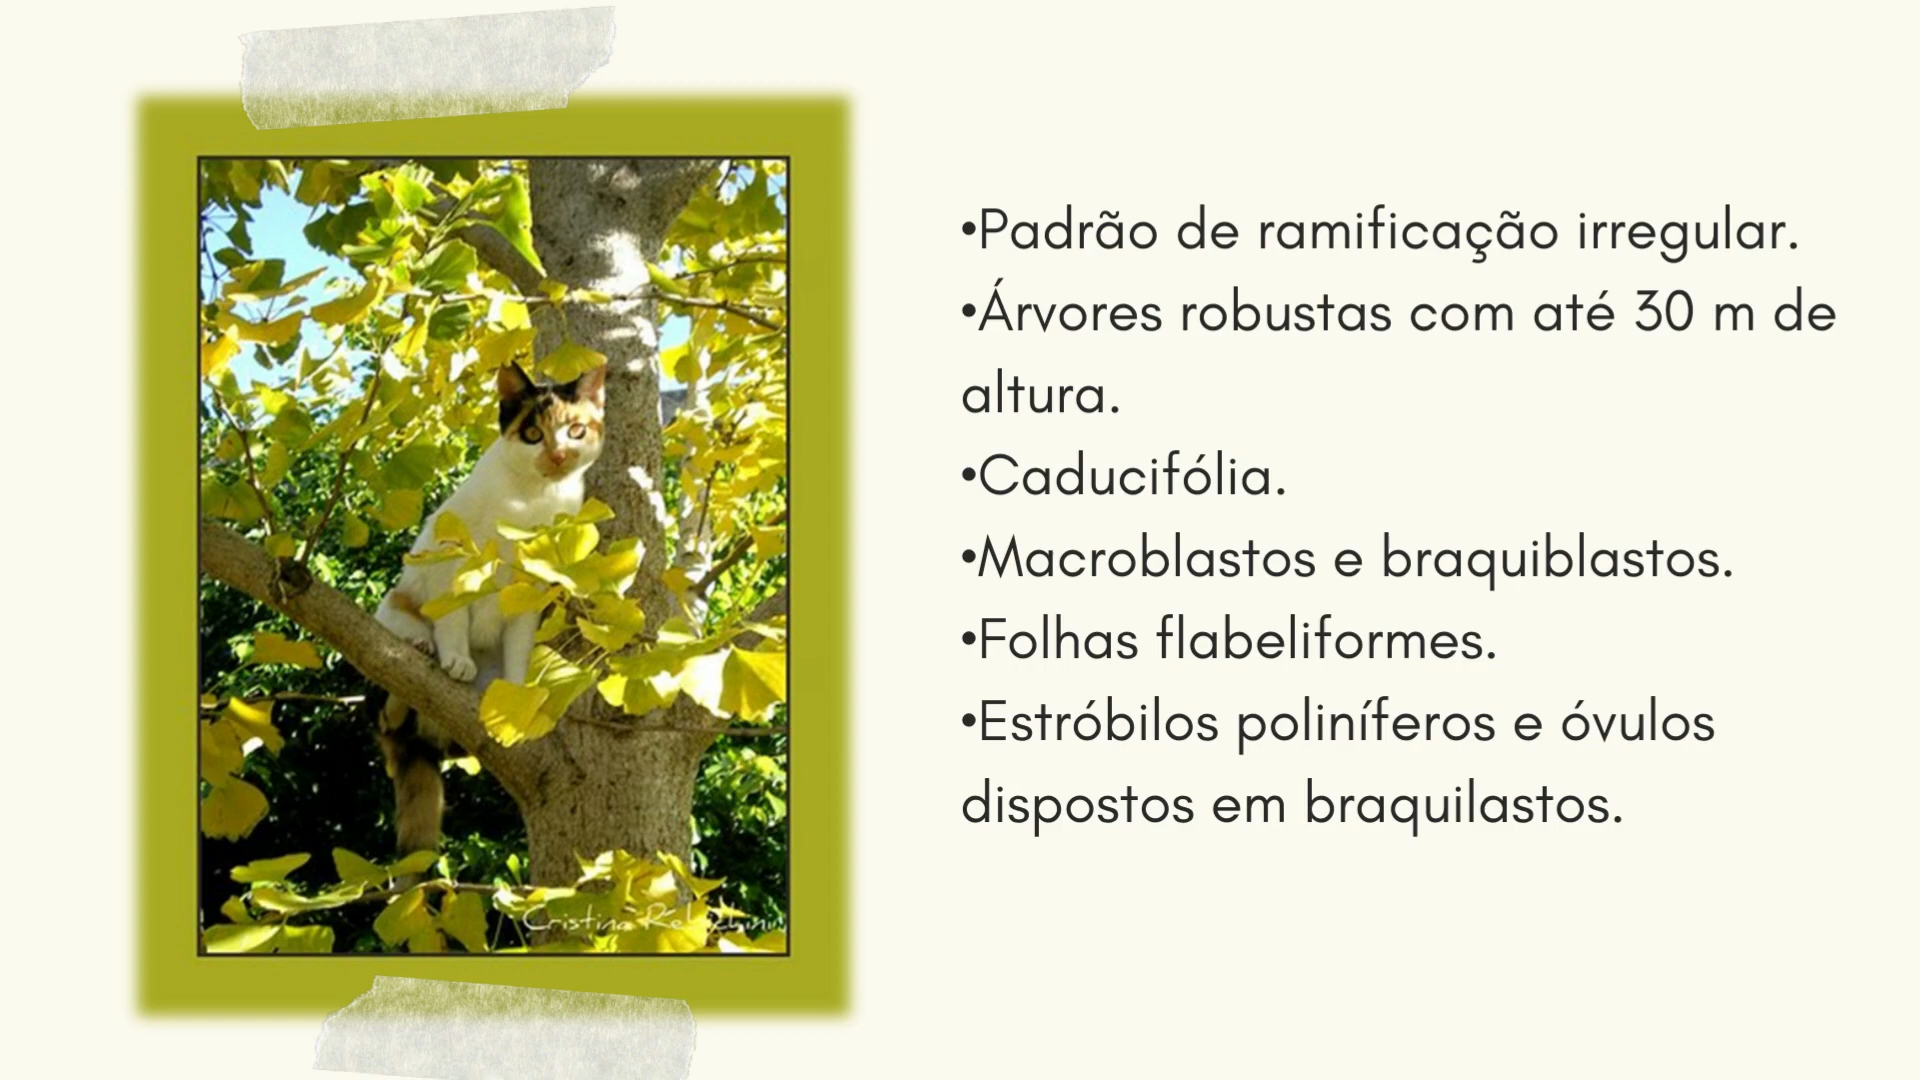 •Padrão de ramificação irregular.
•Árvores robustas com até 30 m de
altura.
•Caducifólia.
•Macroblastos e braquiblastos.
•Folhas flabeliformes.
•Estróbilos poliníferos e óvulos
dispostos em braquilastos.
Cristina